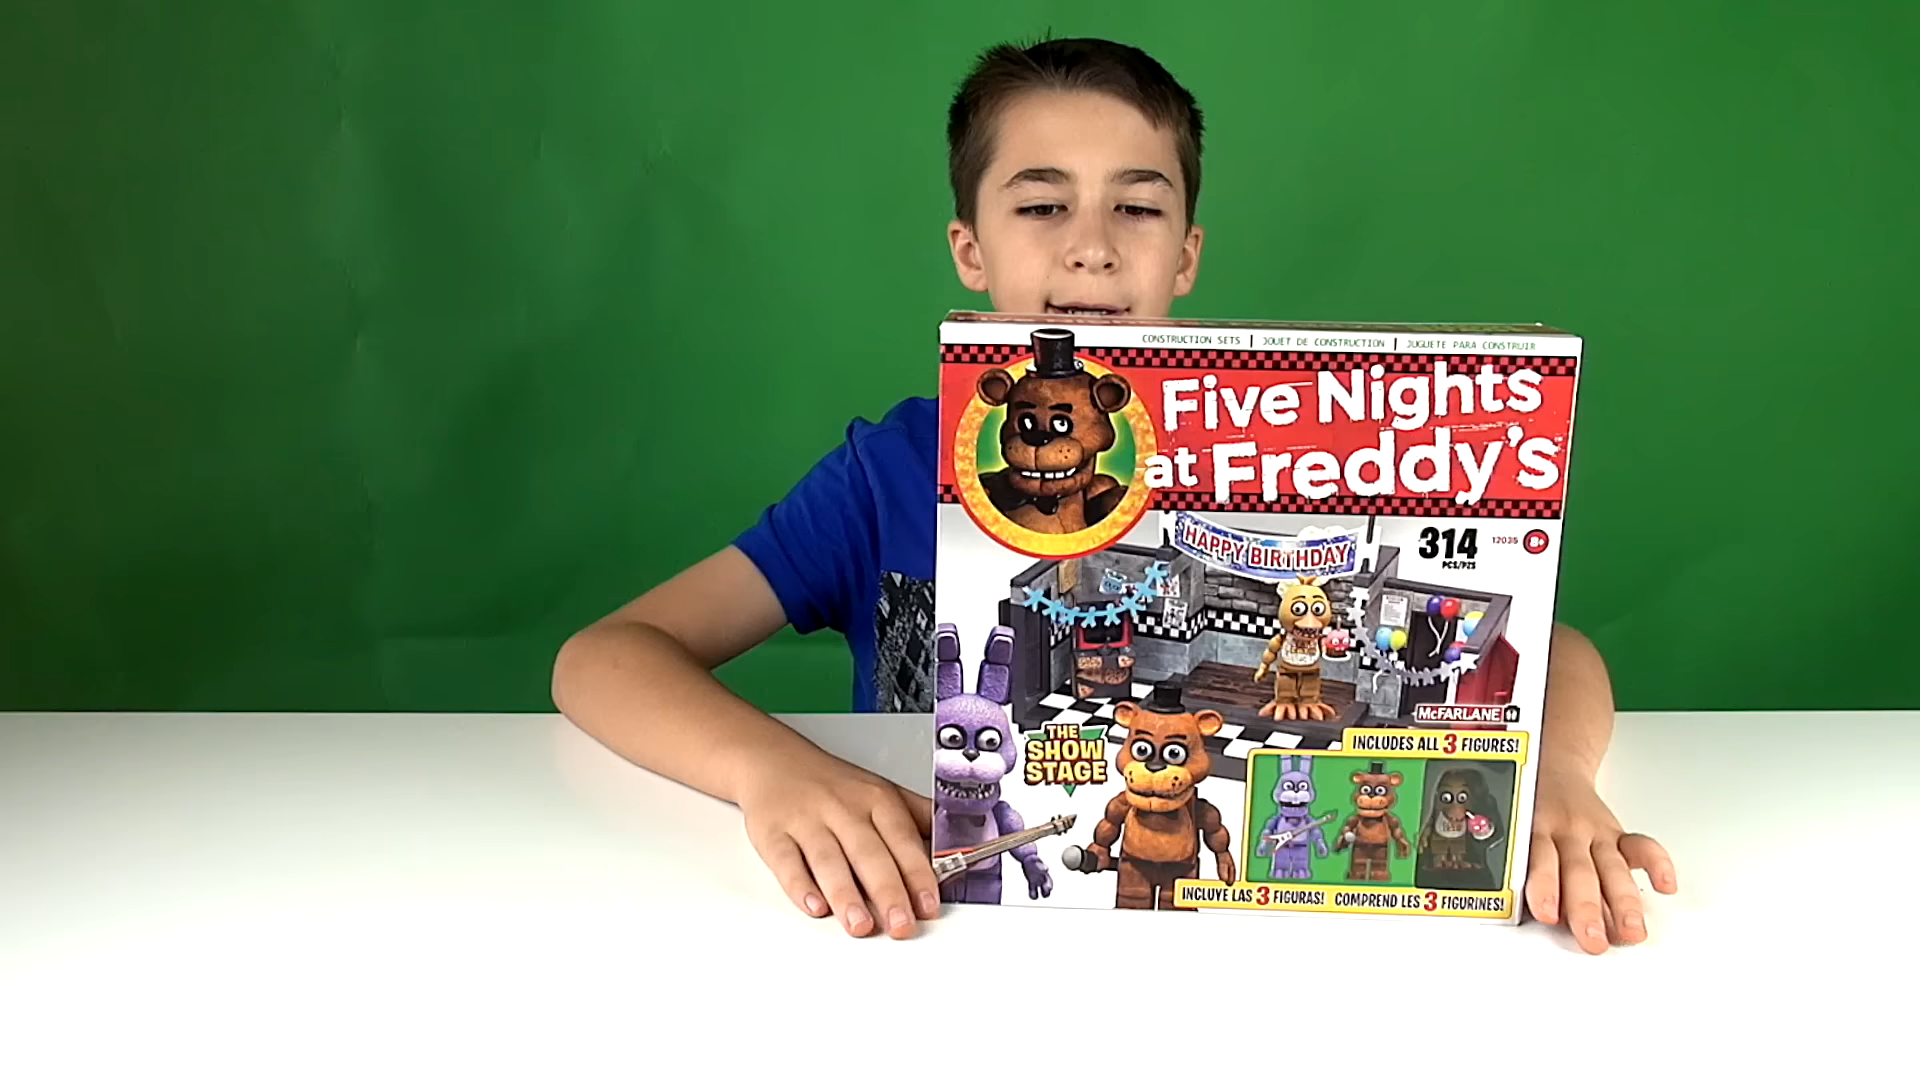 CONSTRUCTION SETS | JOUET DE CONSTRUCTION | JUGUETE PARA CONSTRUIR
Five Nights
at Freddy's
HAPPY BIRTHDAY
314
PCS/PZS
12035
8+
McFARLANE
THE
SHOW
STAGE
INCLUDES ALL 3 FIGURES!
INCLUYE LAS 3 FIGURAS! COMPREND LES 3 FIGURINES!